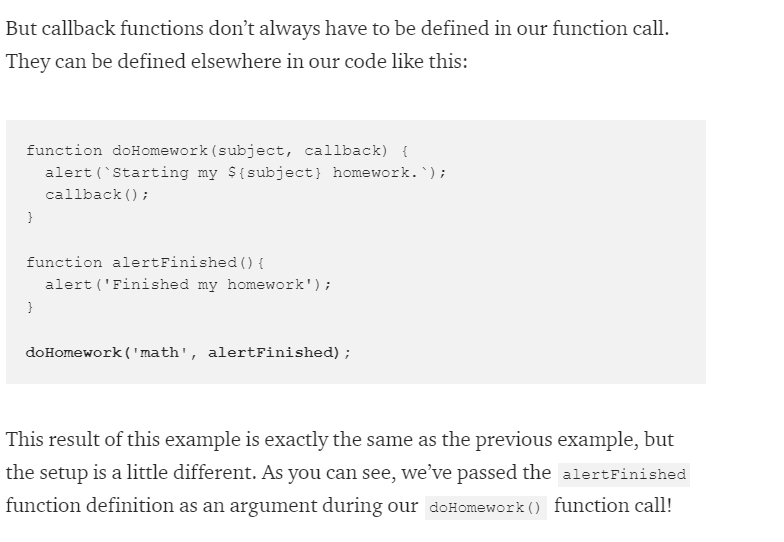 But callback functions don’t always have to be defined in our function call.
They can be defined elsewhere in our code like this:
function doHomework(subject, callback) {
  alert(`Starting my ${subject} homework.`);
  callback();
}
function alertFinished(){
  alert('Finished my homework');
}
doHomework('math', alertFinished);
This result of this example is exactly the same as the previous example, but
the setup is a little different. As you can see, we’ve passed the alertFinished
function definition as an argument during our doHomework() function call!